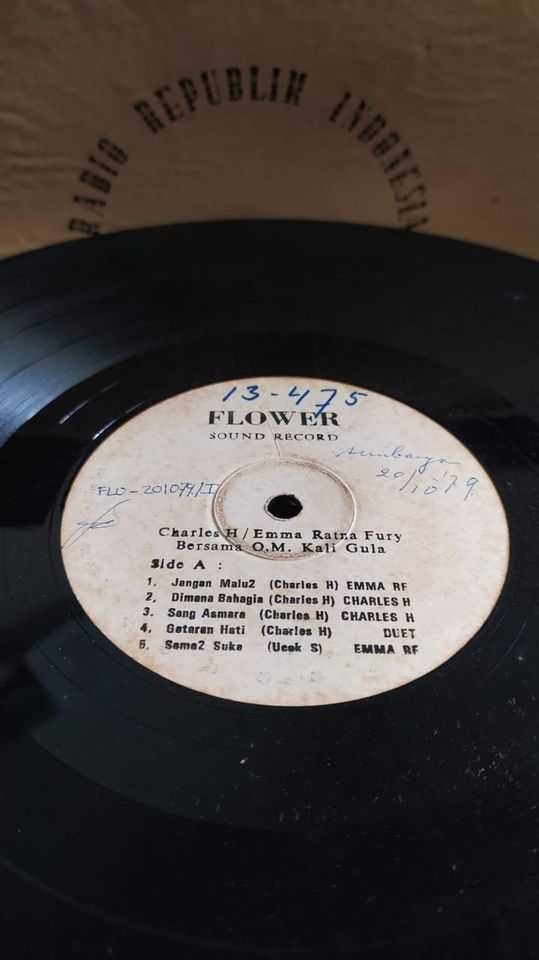 RADIO REPUBLIK INDONESIA
13-475
FLOWER
SOUND RECORD
sumbangan
20/10 '79
FLO-201079/I
Charles H / Emma Ratna Fury
Bersama O.M. Kali Gula
Side A :
1. Jangan Malu2 (Charles H) EMMA RF
2. Dimana Bahagia (Charles H) CHARLES H
3. Sang Asmara (Charles H) CHARLES H
4. Getaran Hati (Charles H) DUET
5. Sama2 Suka (Ucok S) EMMA RF